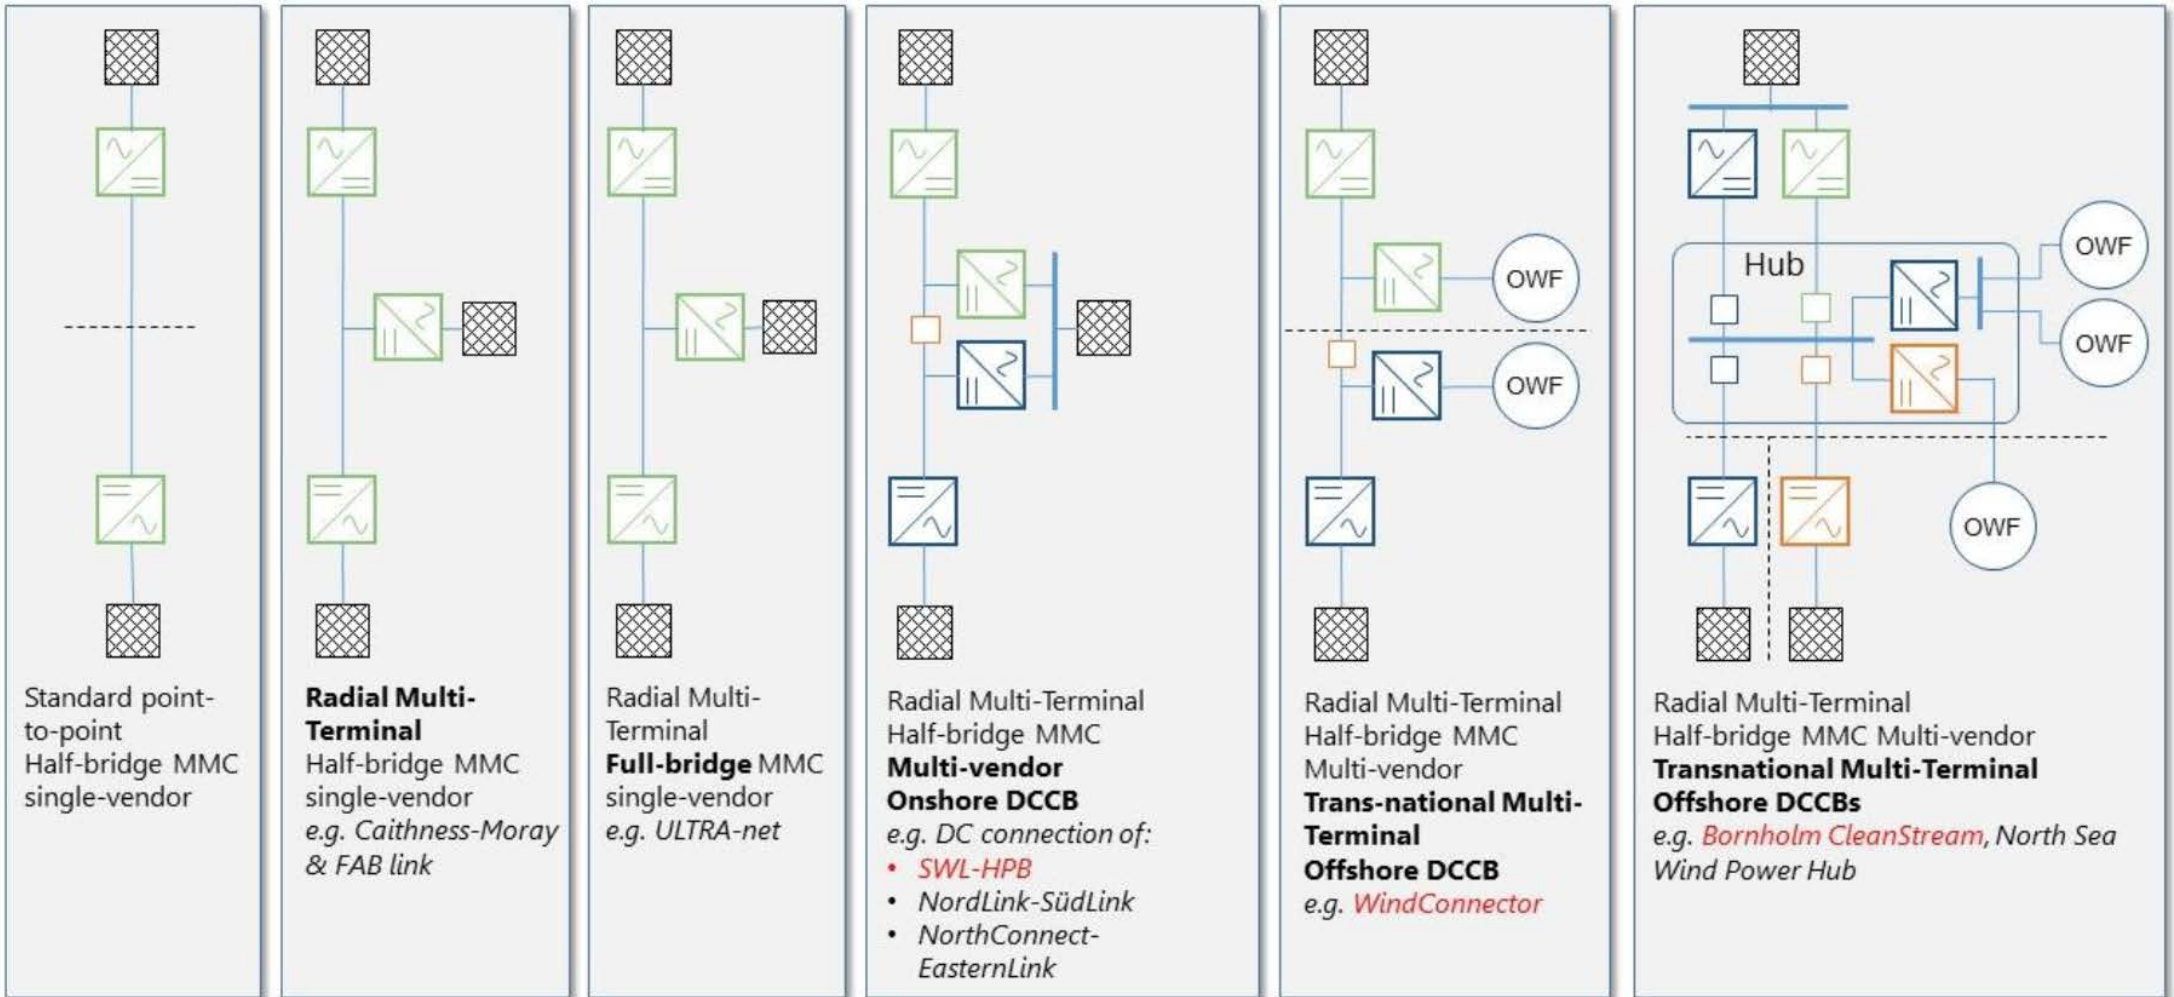 Standard point-
to-point
Half-bridge MMC
single-vendor
Radial Multi-
Terminal
Half-bridge MMC
single-vendor
e.g. Caithness-Moray
& FAB link
Radial Multi-
Terminal
Full-bridge MMC
single-vendor
e.g. ULTRA-net
Radial Multi-Terminal
Half-bridge MMC
Multi-vendor
Onshore DCCB
e.g. DC connection of:
• SWL-HPB
• NordLink-SüdLink
• NorthConnect-
EasternLink
OWF
OWF
Radial Multi-Terminal
Half-bridge MMC
Multi-vendor
Trans-national Multi-
Terminal
Offshore DCCB
e.g. WindConnector
Hub
OWF
OWF
OWF
Radial Multi-Terminal
Half-bridge MMC Multi-vendor
Transnational Multi-Terminal
Offshore DCCBs
e.g. Bornholm CleanStream, North Sea
Wind Power Hub